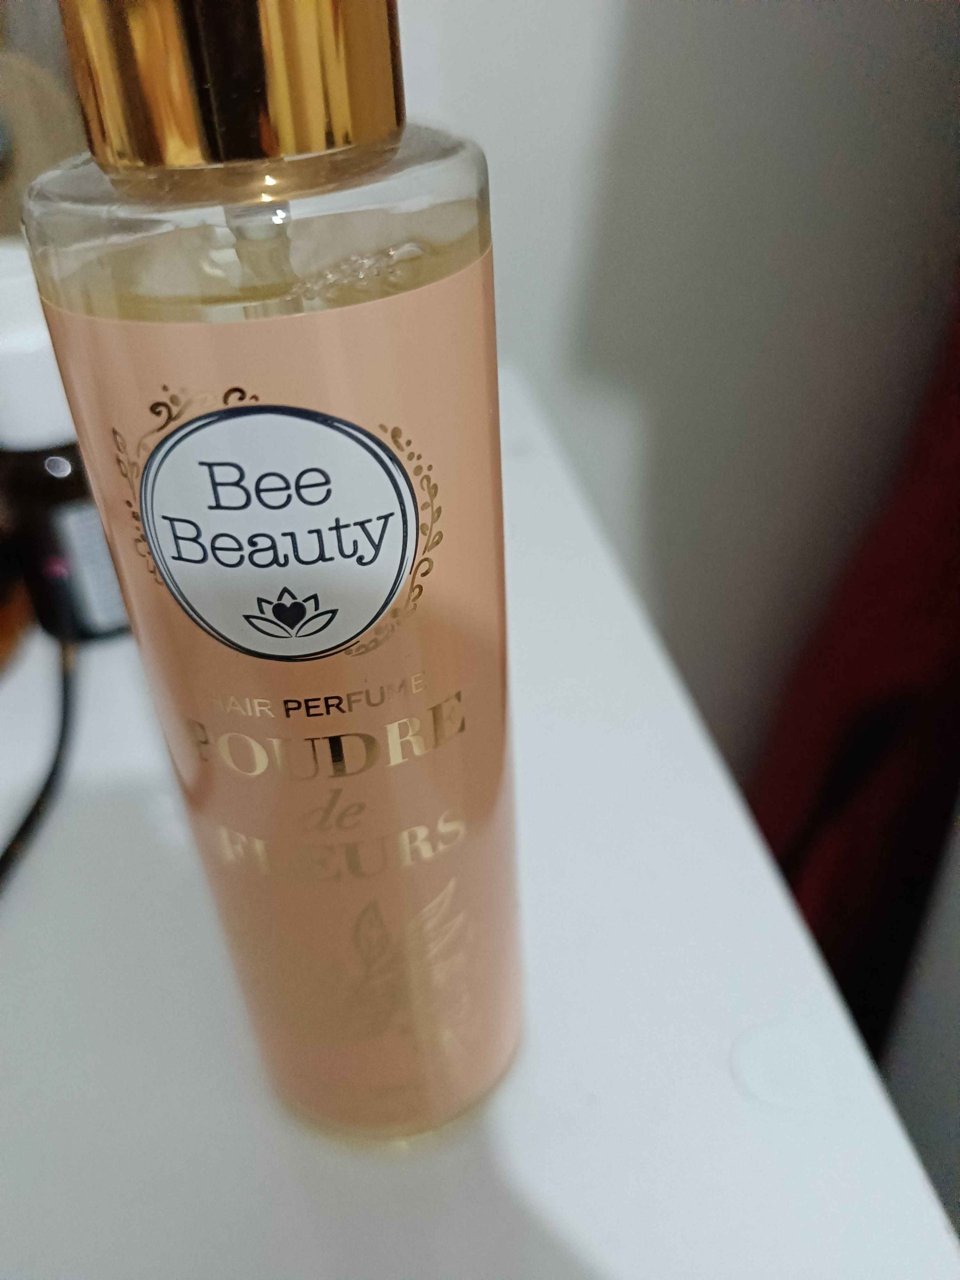 Bee
Beauty
HAIR PERFUME
POUDRE
de
FLEURS